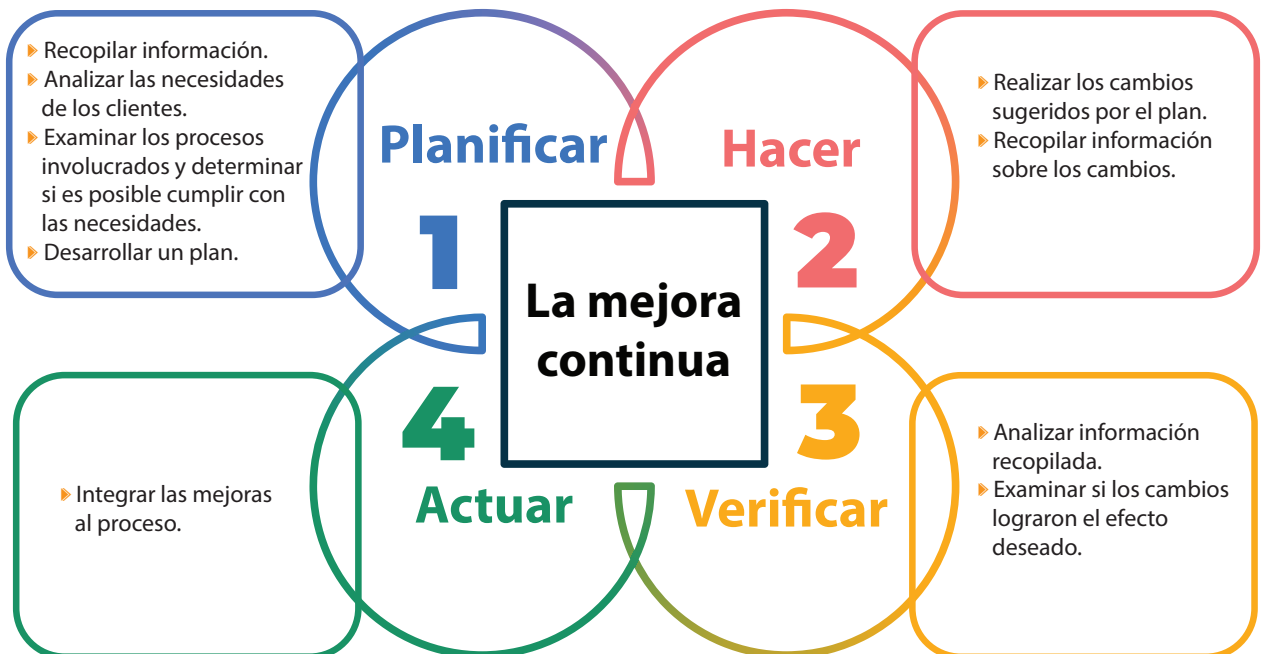 Recopilar información.
Analizar las necesidades
de los clientes.
Examinar los procesos
involucrados y determinar
si es posible cumplir con
las necesidades.
Desarrollar un plan.
Planificar
1
Hacer
2
Realizar los cambios
sugeridos por el plan.
Recopilar información
sobre los cambios.
La mejora
continua
Integrar las mejoras
al proceso.
4
Actuar
3
Verificar
Analizar información
recopilada.
Examinar si los cambios
lograron el efecto
deseado.